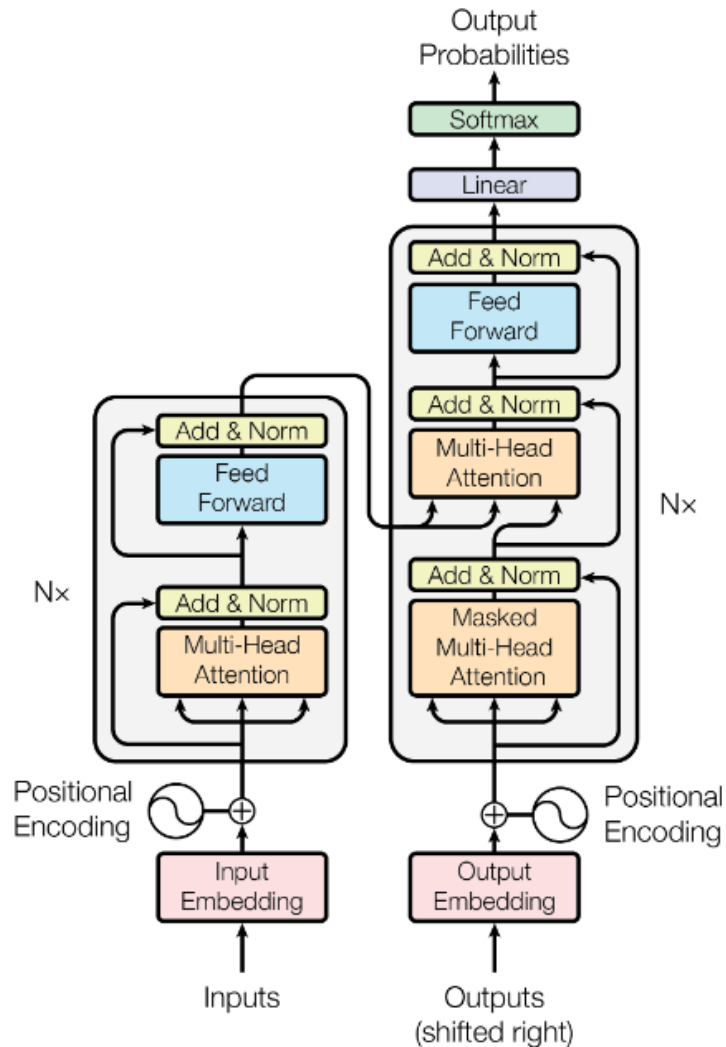 Output
Probabilities
Softmax
Linear
Add & Norm
Feed
Forward
Add & Norm
Multi-Head
Attention
Nx
Add & Norm
Masked
Multi-Head
Attention
Add & Norm
Feed
Forward
Nx
Add & Norm
Multi-Head
Attention
Positional
Encoding
Positional
Encoding
Input
Embedding
Output
Embedding
Inputs
Outputs
(shifted right)